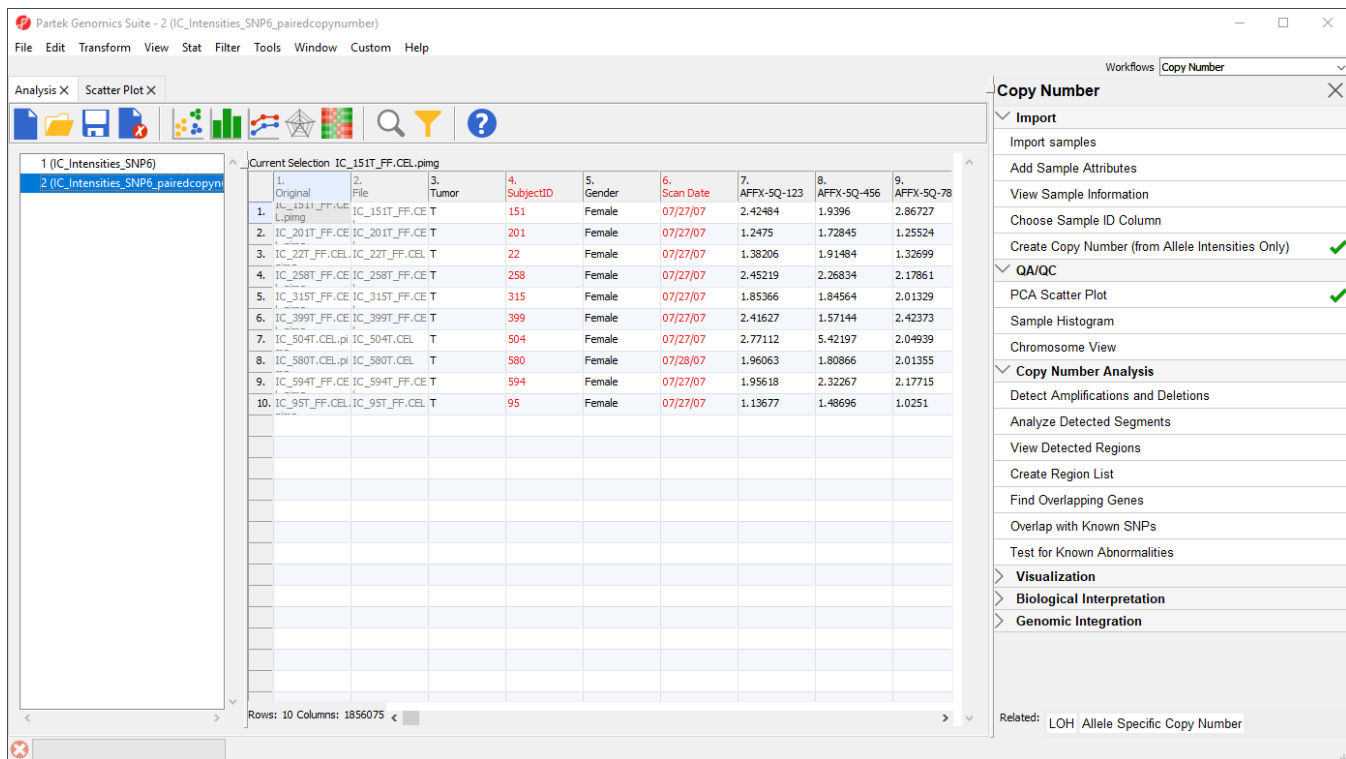 Partek Genomics Suite - 2 (IC_Intensities_SNP6_pairedcopynumber)
File Edit Transform View Stat Filter Tools Window Custom Help
Workflows Copy Number
Analysis X Scatter Plot X
1 (IC_Intensities_SNP6)
2 (IC_Intensities_SNP6_pairedcopyn
Current Selection IC_151T_FF.CEL.pimg
1. Original 2. File 3. Tumor 4. SubjectID 5. Gender 6. Scan Date 7. AFFX-5Q-123 8. AFFX-5Q-456 9. AFFX-5Q-78
1. IC_151T_FF.CEL.pimg IC_151T_FF.CE T 151 Female 07/27/07 2.42484 1.9396 2.86727
2. IC_201T_FF.CE IC_201T_FF.CE T 201 Female 07/27/07 1.2475 1.72845 1.25524
3. IC_22T_FF.CEL. IC_22T_FF.CEL T 22 Female 07/27/07 1.38206 1.91484 1.32699
4. IC_258T_FF.CE IC_258T_FF.CE T 258 Female 07/27/07 2.45219 2.26834 2.17861
5. IC_315T_FF.CE IC_315T_FF.CE T 315 Female 07/27/07 1.85366 1.84564 2.01329
6. IC_399T_FF.CE IC_399T_FF.CE T 399 Female 07/27/07 2.41627 1.57144 2.42373
7. IC_504T.CEL.pi IC_504T.CEL T 504 Female 07/27/07 2.77112 5.42197 2.04939
8. IC_580T.CEL.pi IC_580T.CEL T 580 Female 07/28/07 1.96063 1.80866 2.01355
9. IC_594T_FF.CE IC_594T_FF.CE T 594 Female 07/27/07 1.95618 2.32267 2.17715
10. IC_95T_FF.CEL. IC_95T_FF.CEL T 95 Female 07/27/07 1.13677 1.48696 1.0251
Rows: 10 Columns: 1856075
Copy Number
Import
Import samples
Add Sample Attributes
View Sample Information
Choose Sample ID Column
Create Copy Number (from Allele Intensities Only)
QA/QC
PCA Scatter Plot
Sample Histogram
Chromosome View
Copy Number Analysis
Detect Amplifications and Deletions
Analyze Detected Segments
View Detected Regions
Create Region List
Find Overlapping Genes
Overlap with Known SNPs
Test for Known Abnormalities
Visualization
Biological Interpretation
Genomic Integration
Related: LOH Allele Specific Copy Number